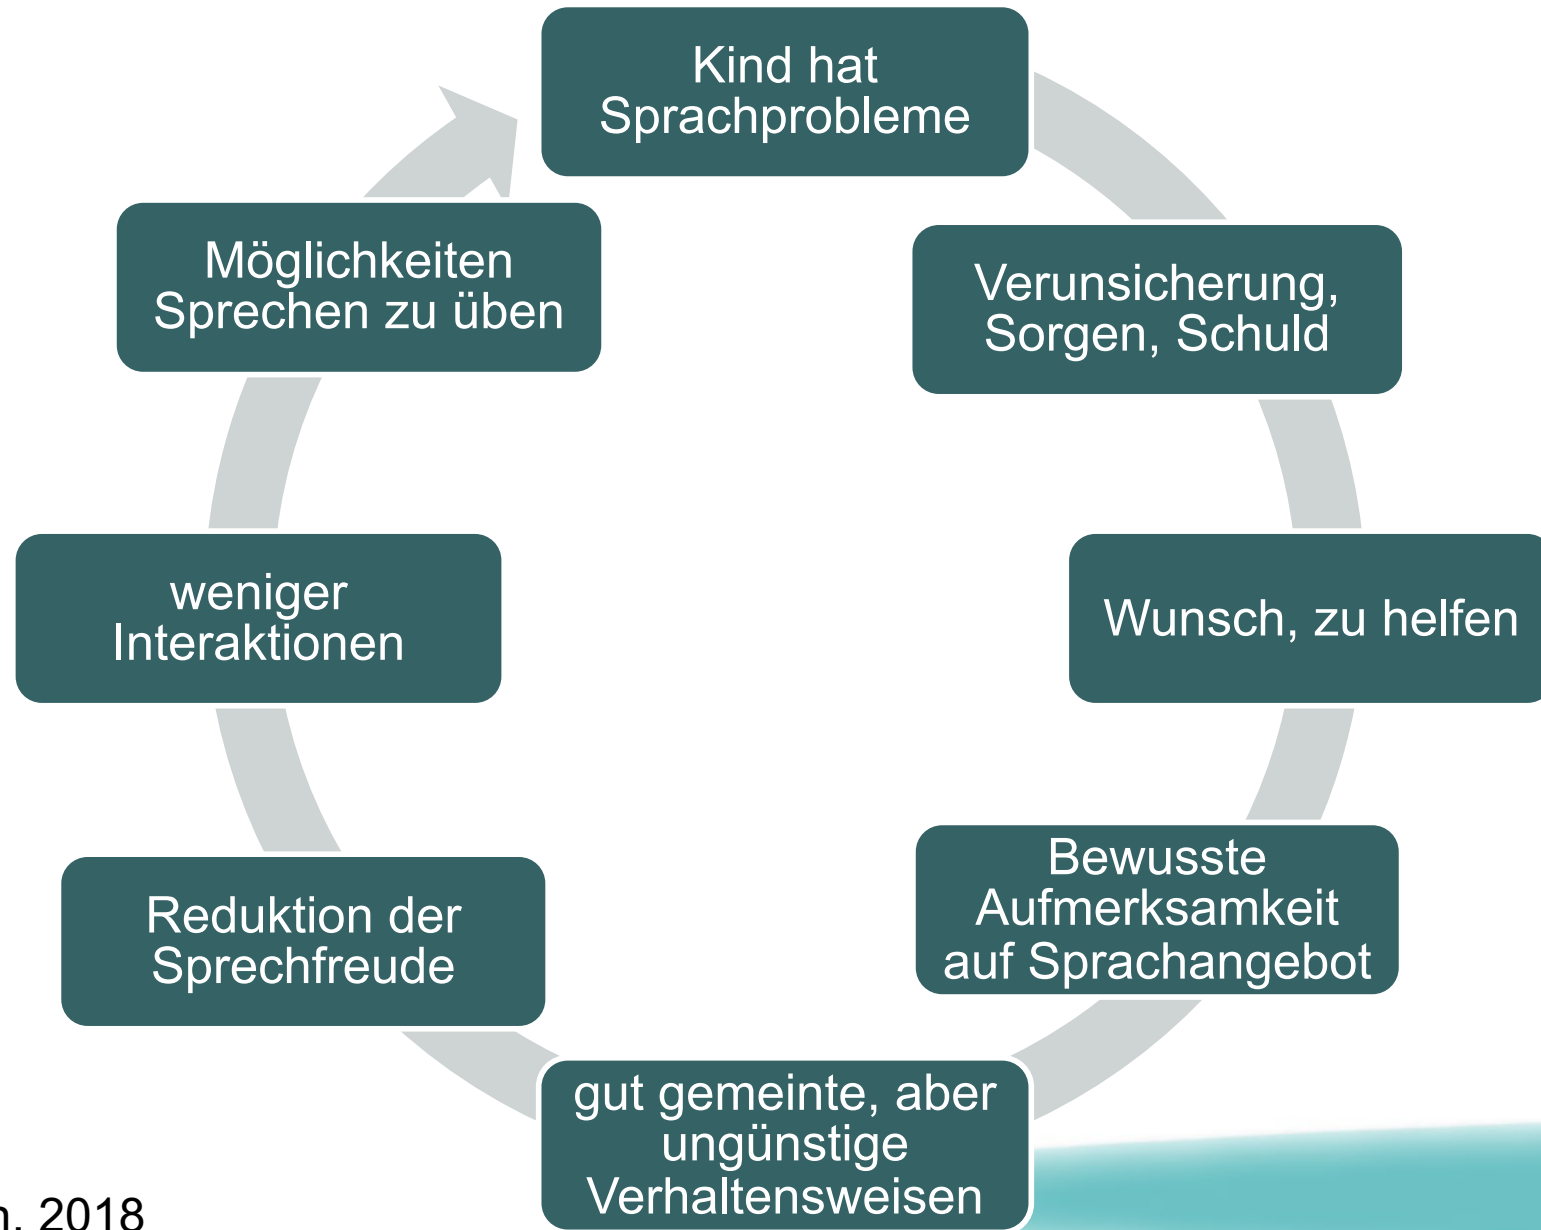 Kind hat
Sprachprobleme
Verunsicherung,
Sorgen, Schuld
Wunsch, zu helfen
Bewusste
Aufmerksamkeit
auf Sprachangebot
gut gemeinte, aber
ungünstige
Verhaltensweisen
Reduktion der
Sprechfreude
weniger
Interaktionen
Möglichkeiten
Sprechen zu üben
2018